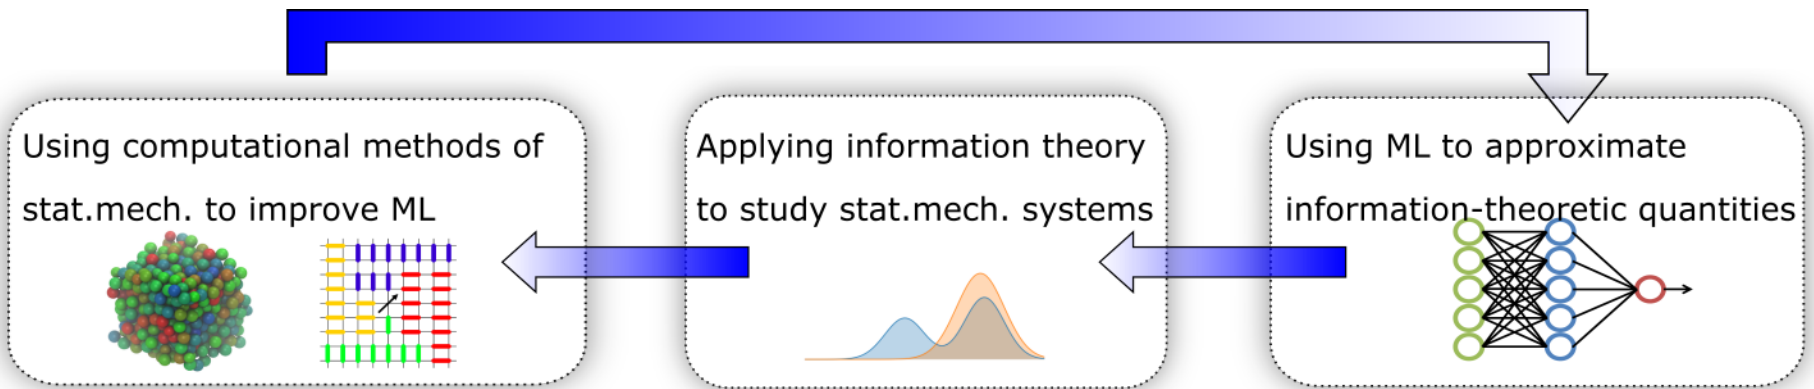 Using computational methods of
stat.mech. to improve ML
Applying information theory
to study stat.mech. systems
Using ML to approximate
information-theoretic quantities